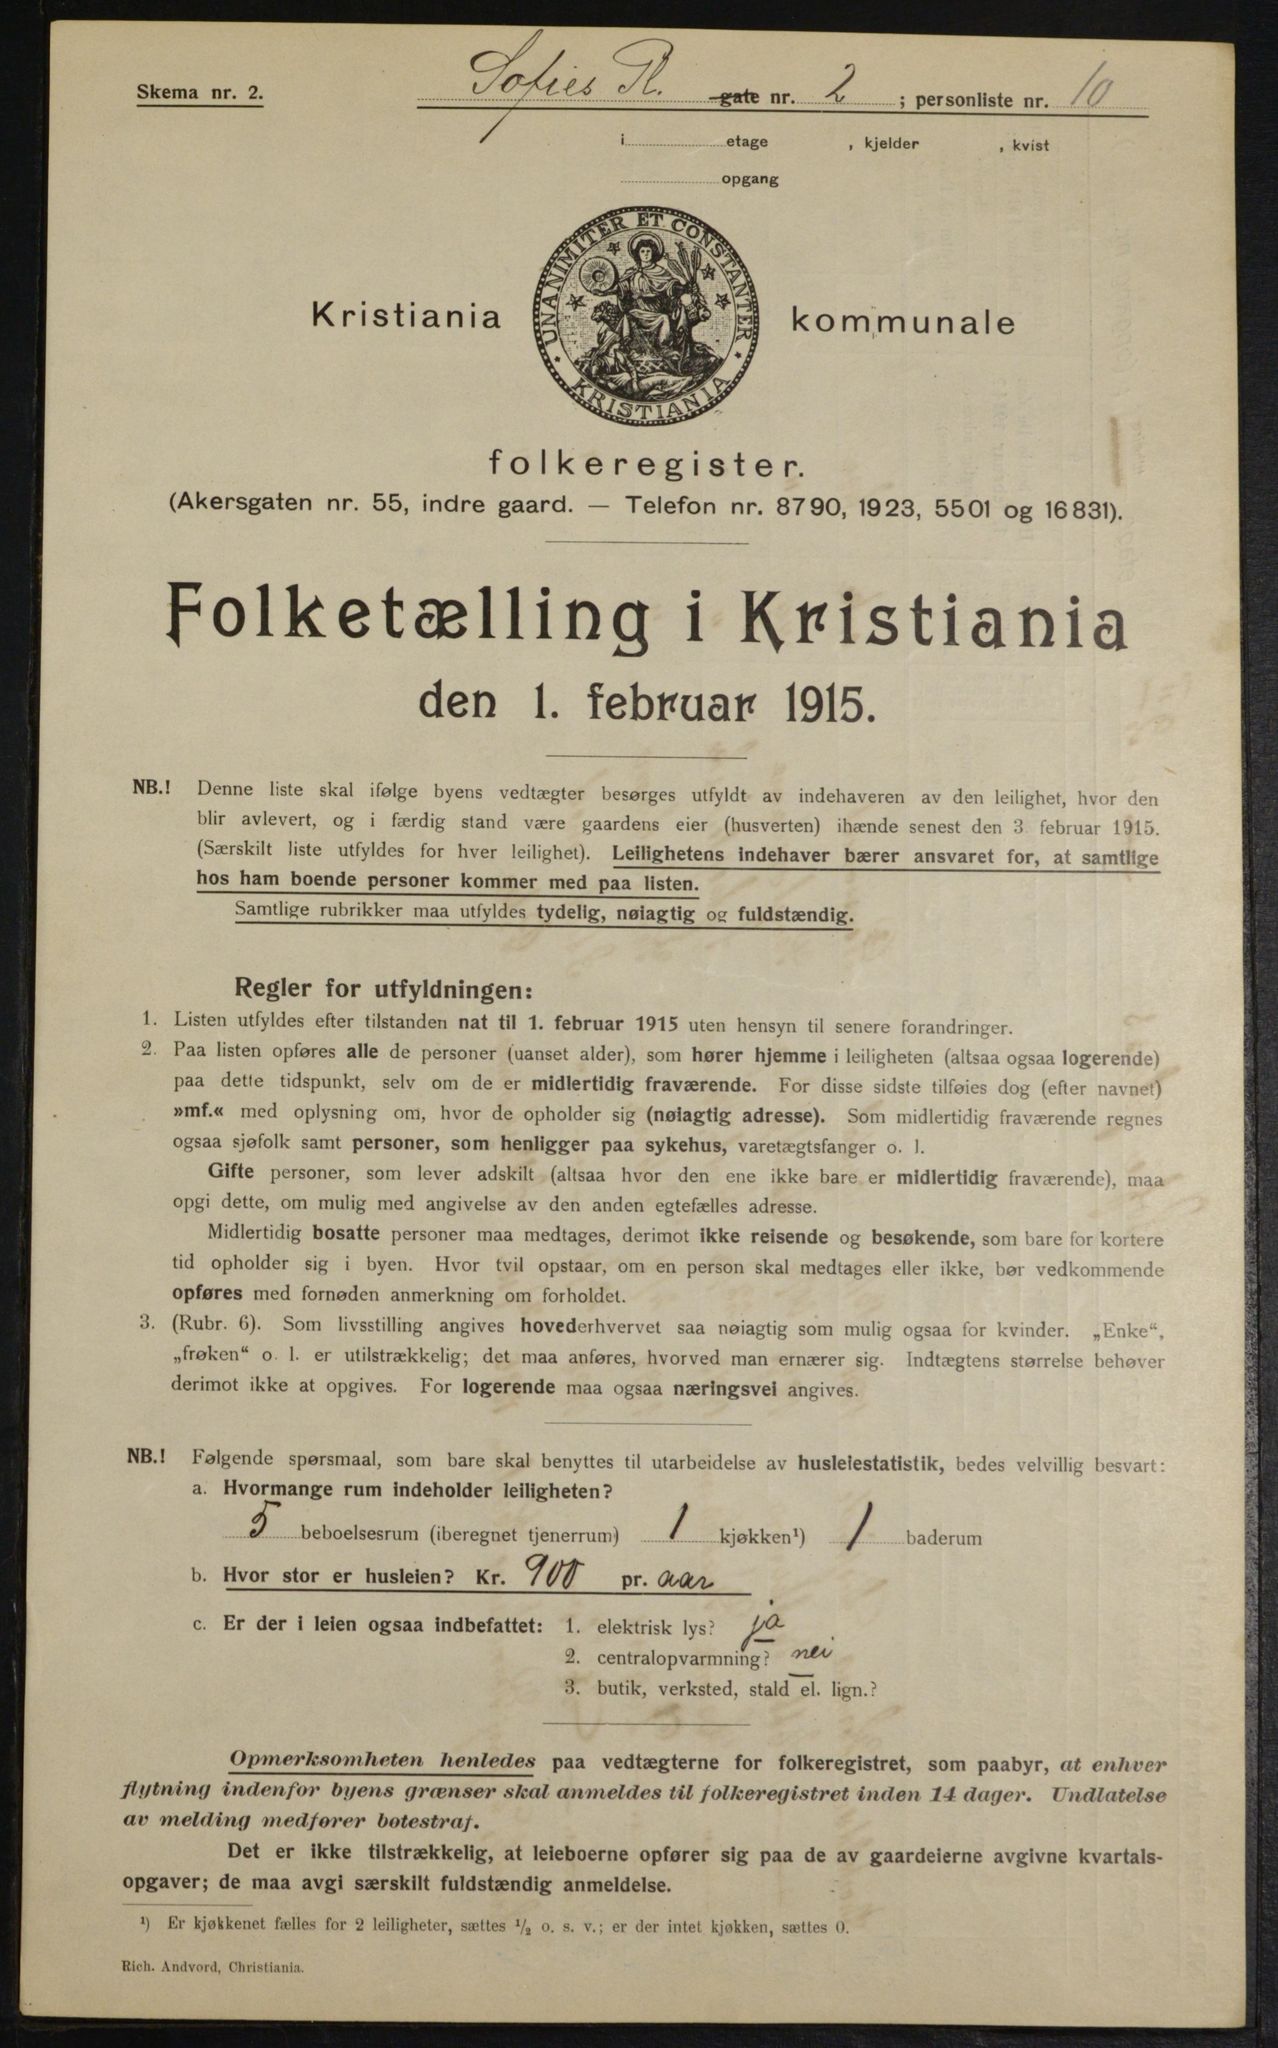 Skema nr. 2.
Sofies Pl. gate nr. 2 ; personliste nr. 10
i etage , kjelder , kvist
opgang
UNANIMITER ET CONSTANTER
KRISTIANIA
Kristiania kommunale
folkeregister.
(Akersgaten nr. 55, indre gaard. — Telefon nr. 8790, 1923, 5501 og 16831).
Folketælling i Kristiania
den 1. februar 1915.
NB.! Denne liste skal ifølge byens vedtægter besørges utfyldt av indehaveren av den leilighet, hvor den
blir avlevert, og i færdig stand være gaardens eier (husverten) ihænde senest den 3 februar 1915.
(Særskilt liste utfyldes for hver leilighet). Leilighetens indehaver bærer ansvaret for, at samtlige
hos ham boende personer kommer med paa listen.
Samtlige rubrikker maa utfyldes tydelig, nøiagtig og fuldstændig.
Regler for utfyldningen:
1. Listen utfyldes efter tilstanden nat til 1. februar 1915 uten hensyn til senere forandringer.
2. Paa listen opføres alle de personer (uanset alder), som hører hjemme i leiligheten (altsaa ogsaa logerende)
paa dette tidspunkt, selv om de er midlertidig fraværende. For disse sidste tilføies dog (efter navnet)
»mf.« med oplysning om, hvor de opholder sig (nøiagtig adresse). Som midlertidig fraværende regnes
ogsaa sjøfolk samt personer, som henligger paa sykehus, varetægtsfanger o. l.
Gifte personer, som lever adskilt (altsaa hvor den ene ikke bare er midlertidig fraværende), maa
opgi dette, om mulig med angivelse av den anden egtefælles adresse.
Midlertidig bosatte personer maa medtages, derimot ikke reisende og besøkende, som bare for kortere
tid opholder sig i byen. Hvor tvil opstaar, om en person skal medtages eller ikke, bør vedkommende
opføres med fornøden anmerkning om forholdet.
3. (Rubr. 6). Som livsstilling angives hovederhvervet saa nøiagtig som mulig ogsaa for kvinder. „Enke“,
„frøken“ o. l. er utilstrækkelig; det maa anføres, hvorved man ernærer sig. Indtægtens størrelse behøver
derimot ikke at opgives. For logerende maa ogsaa næringsvei angives.
NB.! Følgende spørsmaal, som bare skal benyttes til utarbeidelse av husleiestatistik, bedes velvillig besvart:
a. Hvormange rum indeholder leiligheten?
5 beboelsesrum (iberegnet tjenerrum) 1 kjøkken¹) 1 baderum
b. Hvor stor er husleien? Kr. 900 pr. aar
c. Er der i leien ogsaa indbefattet: 1. elektrisk lys? ja
2. centralopvarmning? nei
3. butik, verksted, stald el. lign.?
Opmerksomheten henledes paa vedtægterne for folkeregistret, som paabyr, at enhver
flytning indenfor byens grænser skal anmeldes til folkeregistret inden 14 dager. Undlatelse
av melding medfører bøtestraf.
Det er ikke tilstrækkelig, at leieboerne opfører sig paa de av gaardeierne avgivne kvartals-
opgaver; de maa avgi særskilt fuldstændig anmeldelse.
¹) Er kjøkkenet fælles for 2 leiligheter, sættes ½ o. s. v.; er der intet kjøkken, sættes 0.
Rich. Andvord, Christiania.